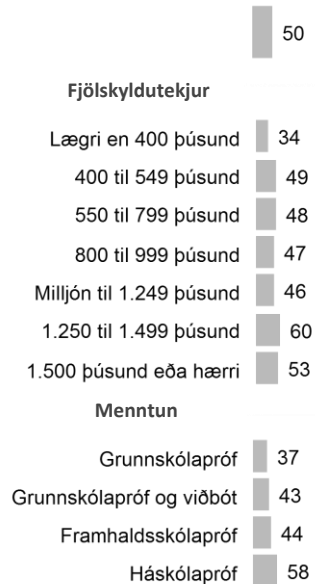 50
Fjölskyldutekjur
Lægri en 400 þúsund 34
400 til 549 þúsund 49
550 til 799 þúsund 48
800 til 999 þúsund 47
Milljón til 1.249 þúsund 46
1.250 til 1.499 þúsund 60
1.500 þúsund eða hærri 53
Menntun
Grunnskólapróf 37
Grunnskólapróf og viðbót 43
Framhaldsskólapróf 44
Háskólapróf 58